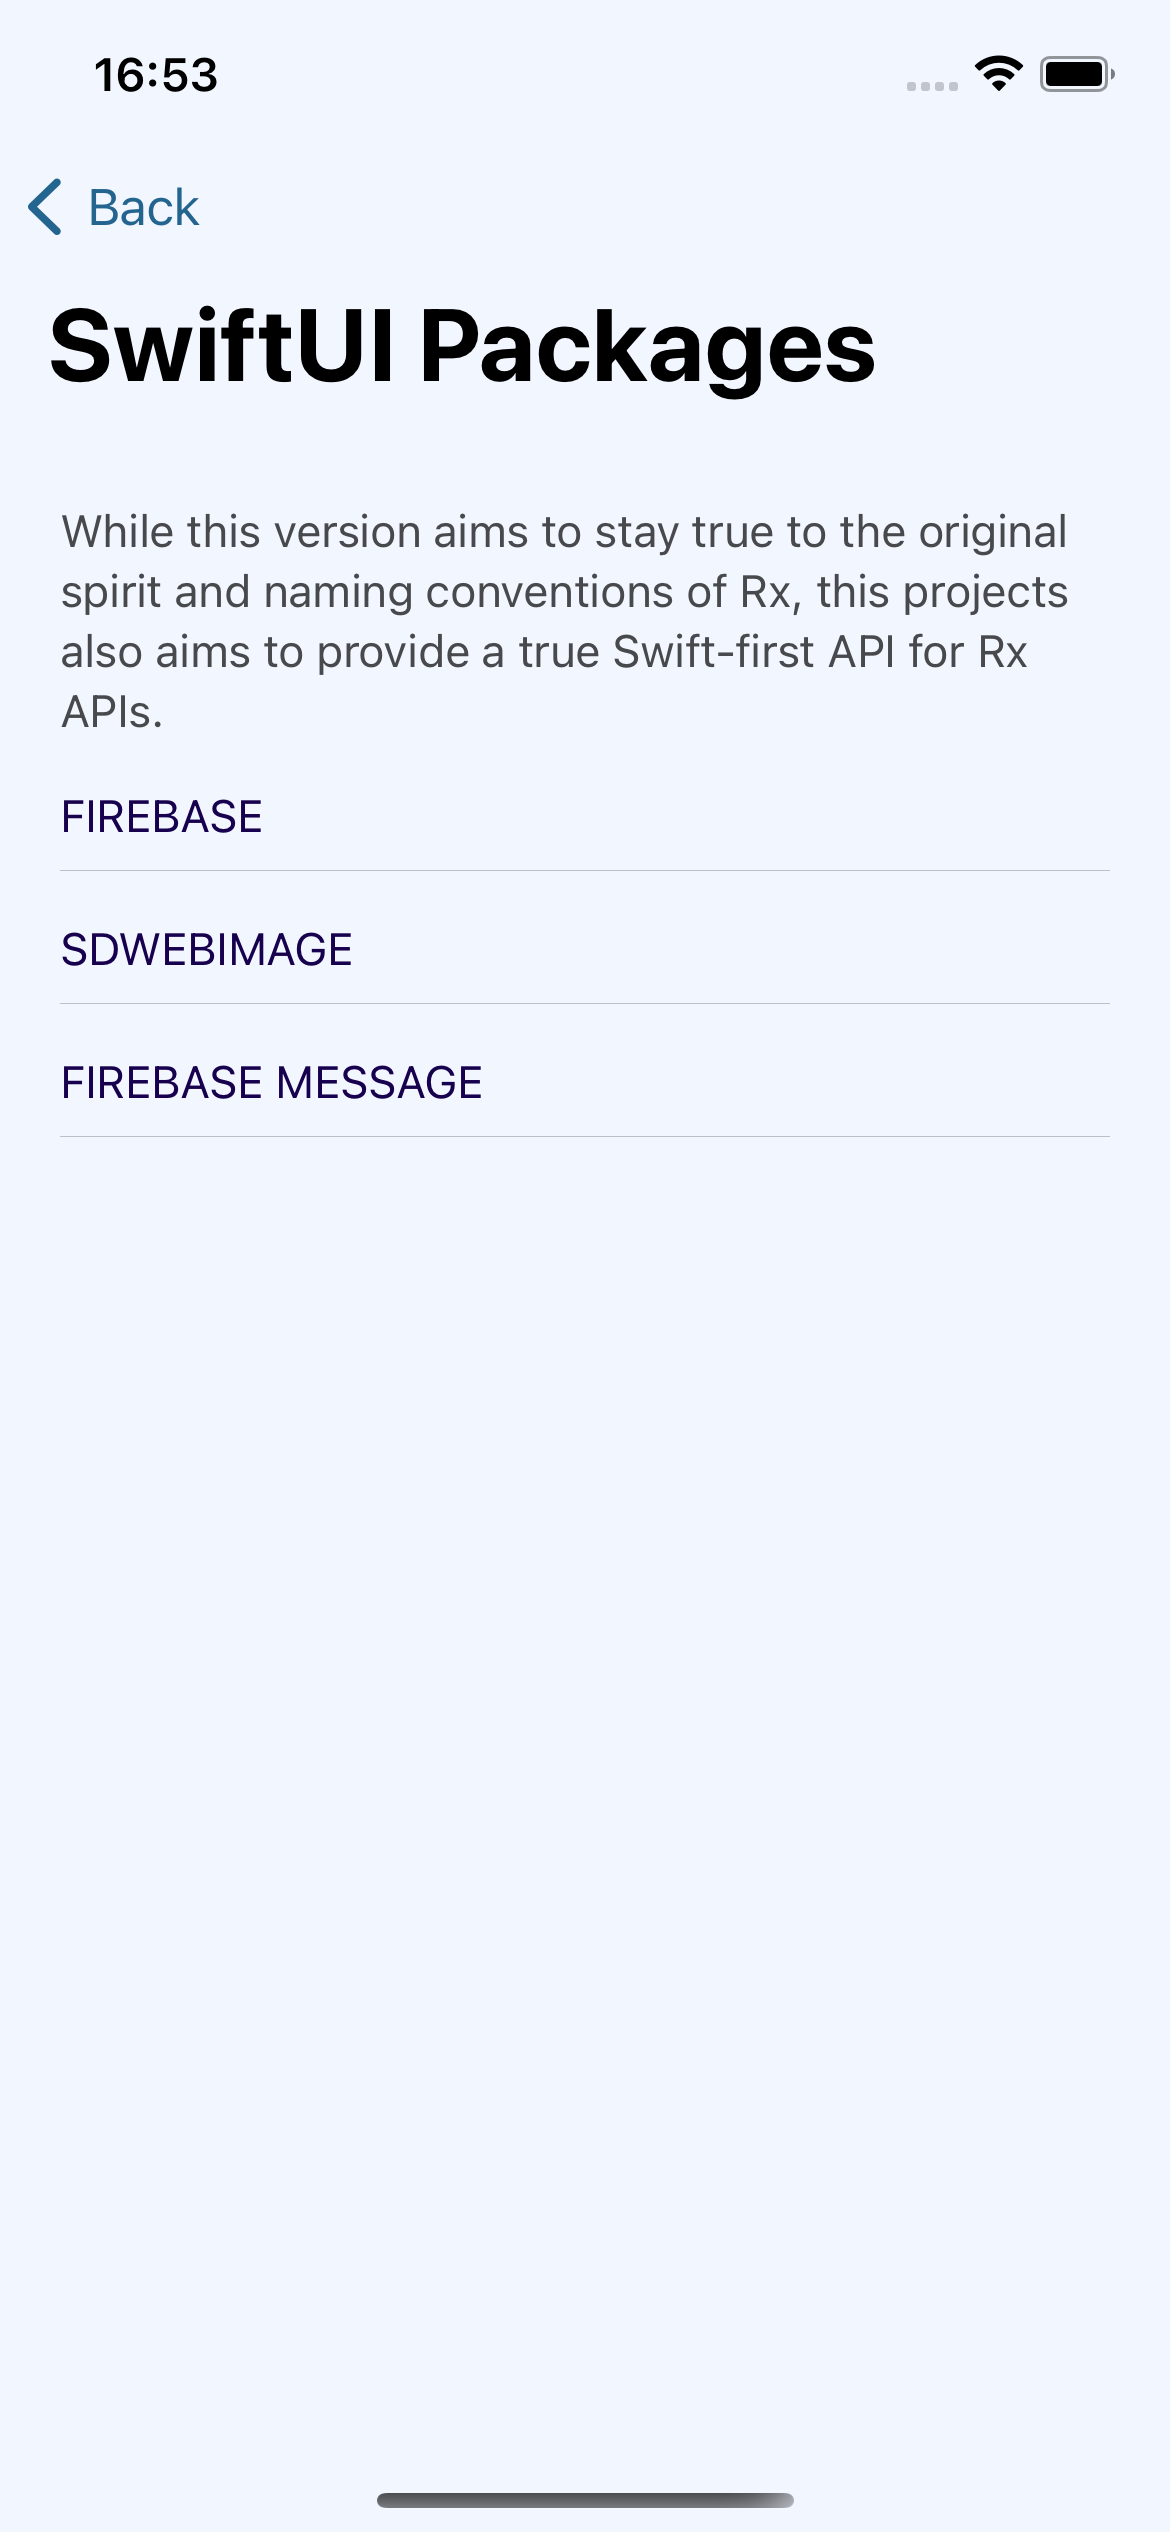 16:53
Back
SwiftUI Packages
While this version aims to stay true to the original
spirit and naming conventions of Rx, this projects
also aims to provide a true Swift-first API for Rx
APIs.
FIREBASE
SDWEBIMAGE
FIREBASE MESSAGE